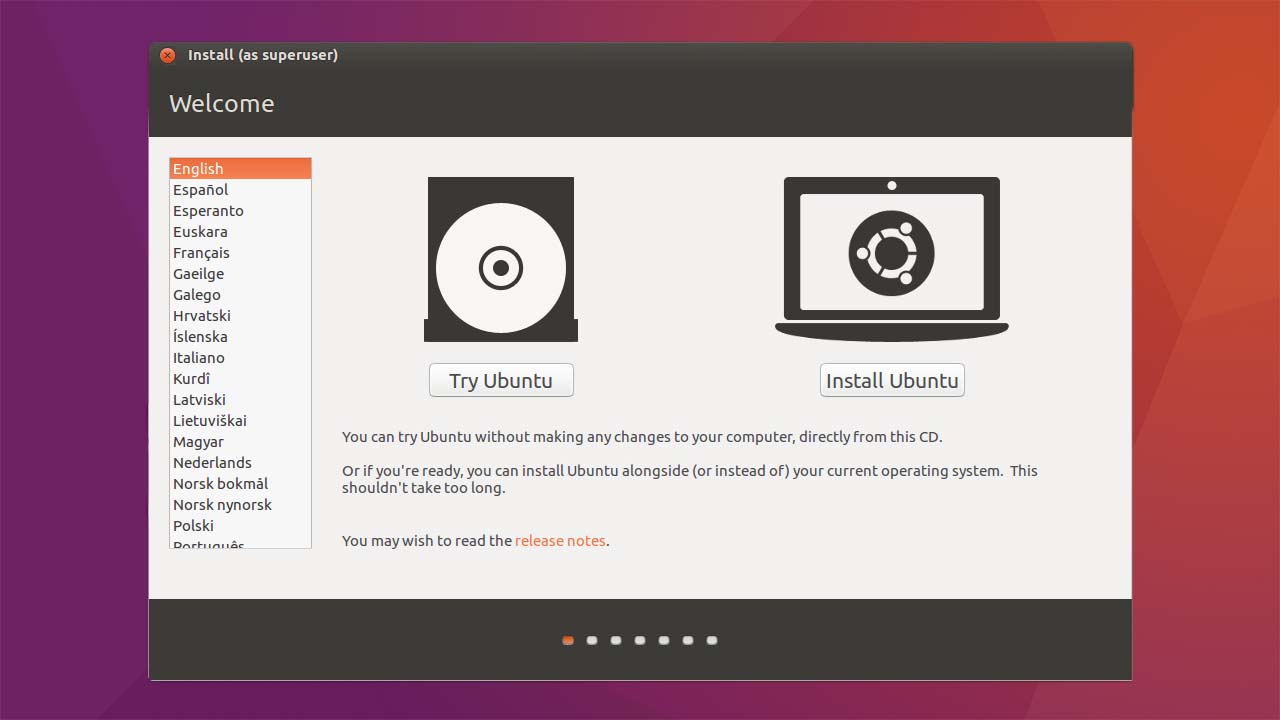 Install (as superuser)
Welcome
English
Español
Esperanto
Euskara
Français
Gaeilge
Galego
Hrvatski
Íslenska
Italiano
Kurdî
Latviski
Lietuviškai
Magyar
Nederlands
Norsk bokmål
Norsk nynorsk
Polski
Português
Try Ubuntu
Install Ubuntu
You can try Ubuntu without making any changes to your computer, directly from this CD.
Or if you're ready, you can install Ubuntu alongside (or instead of) your current operating system. This
shouldn't take too long.
You may wish to read the release notes.